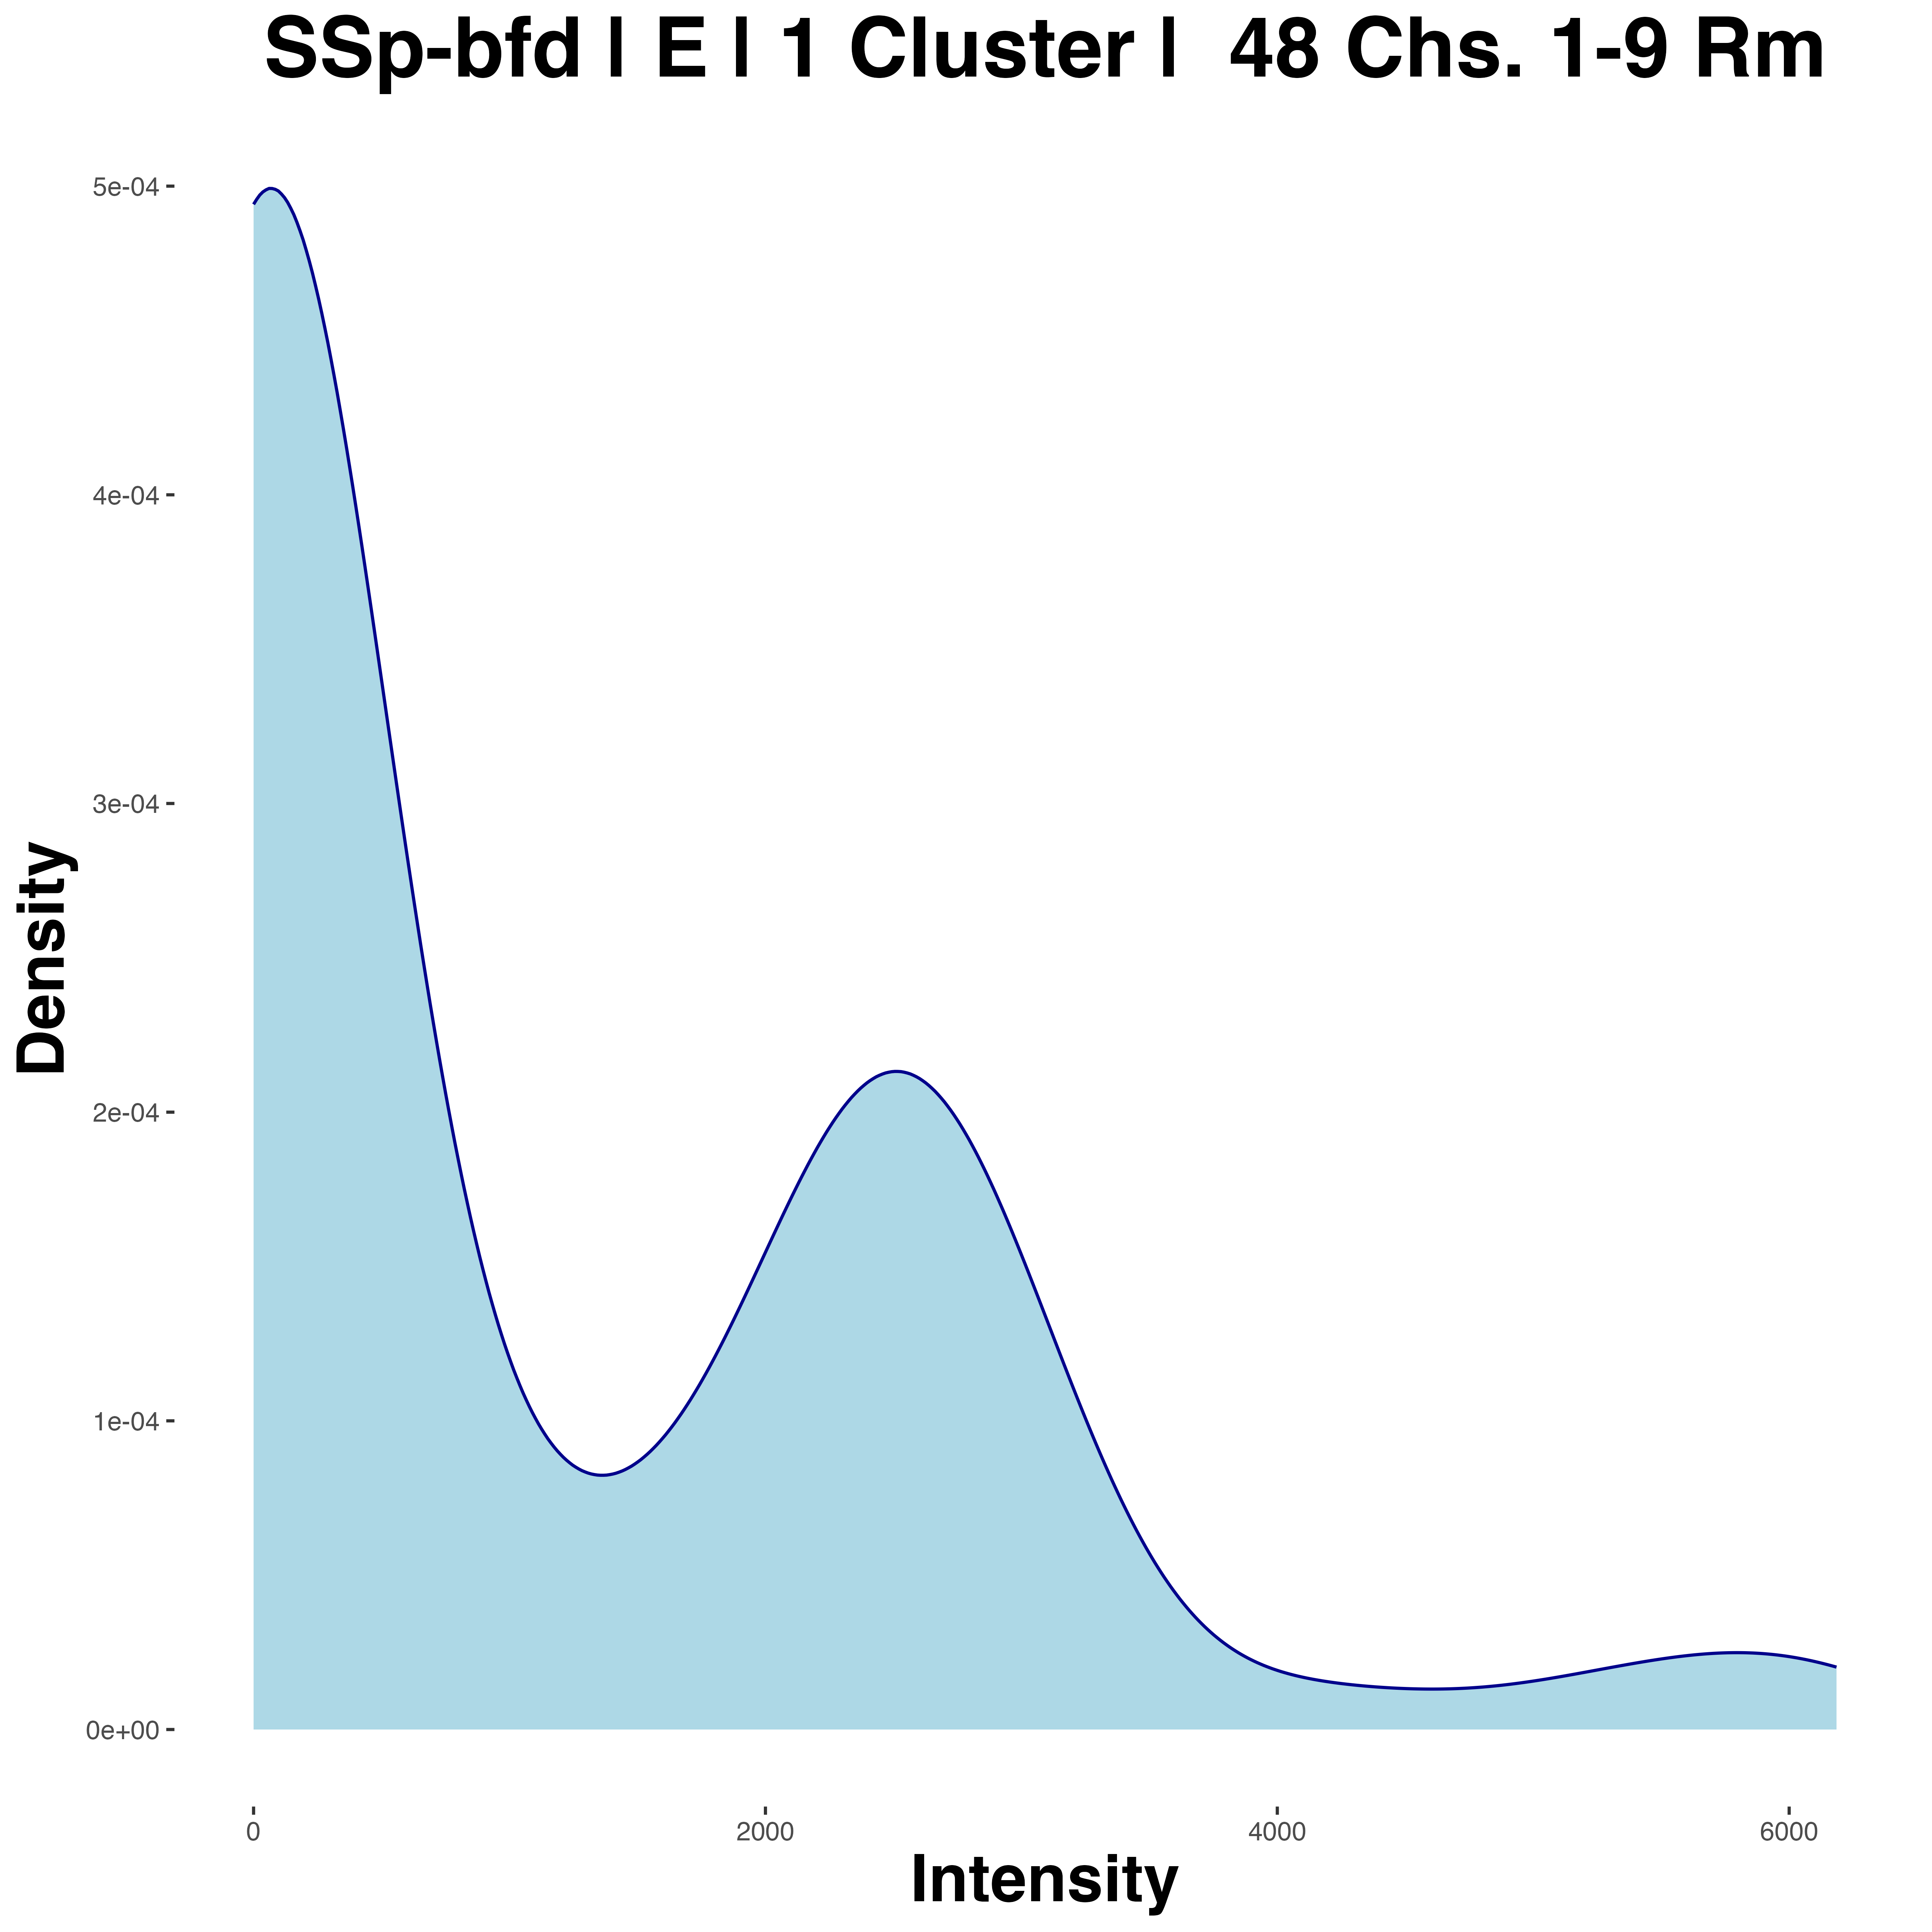 SSp-bfd | E | 1 Cluster | 48 Chs. 1-9 Rm
5e-04
4e-04
3e-04
2e-04
1e-04
0e+00
Density
0 2000 4000 6000
Intensity